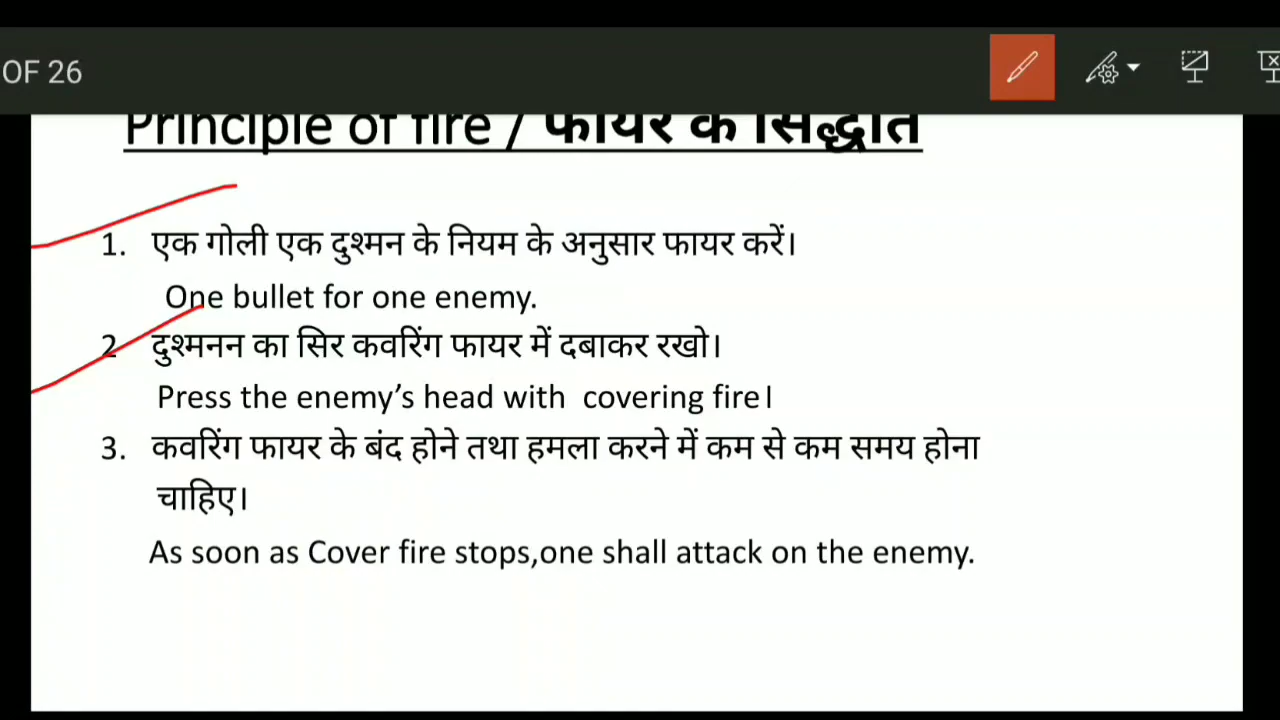 OF 26
Principle of fire / फायर के सिद्धांत
1. एक गोली एक दुश्मन के नियम के अनुसार फायर करें।
One bullet for one enemy.
2 दुश्मनन का सिर कवरिंग फायर में दबाकर रखो।
Press the enemy’s head with covering fire।
3. कवरिंग फायर के बंद होने तथा हमला करने में कम से कम समय होना
चाहिए।
As soon as Cover fire stops,one shall attack on the enemy.